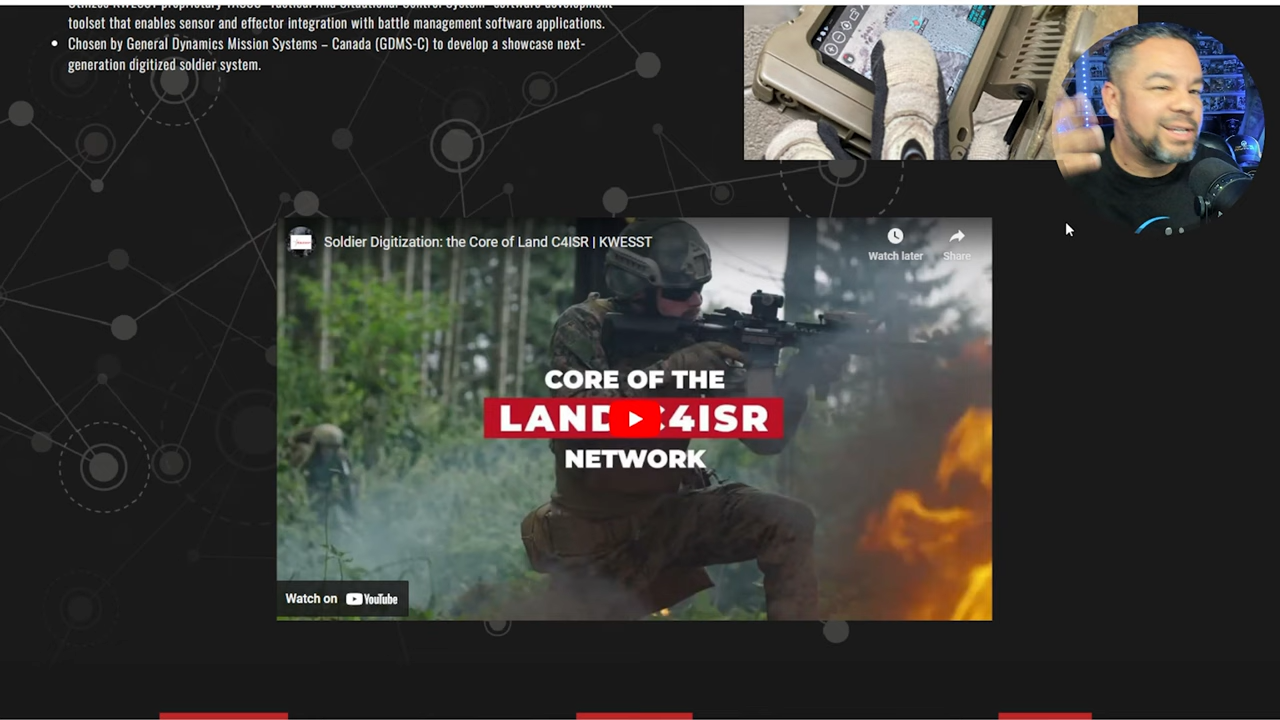 toolset that enables sensor and effector integration with battle management software applications.
Chosen by General Dynamics Mission Systems – Canada (GDMS-C) to develop a showcase next-
generation digitized soldier system.
Soldier Digitization: the Core of Land C4ISR | KWESST
Watch later
Share
CORE OF THE
LAND C4ISR
NETWORK
Watch on YouTube